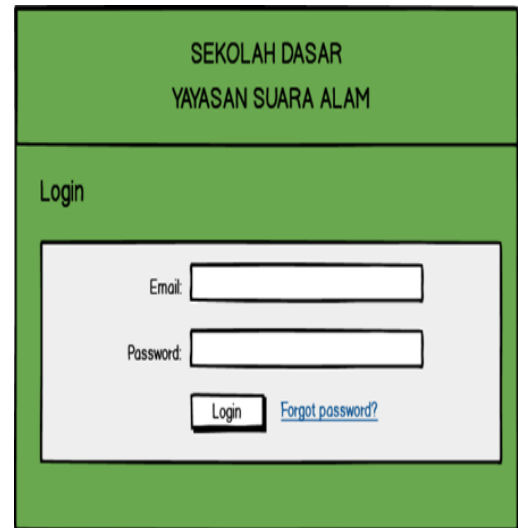 SEKOLAH DASAR
YAYASAN SUARA ALAM
Login
Email:
Password:
Login Forgot password?